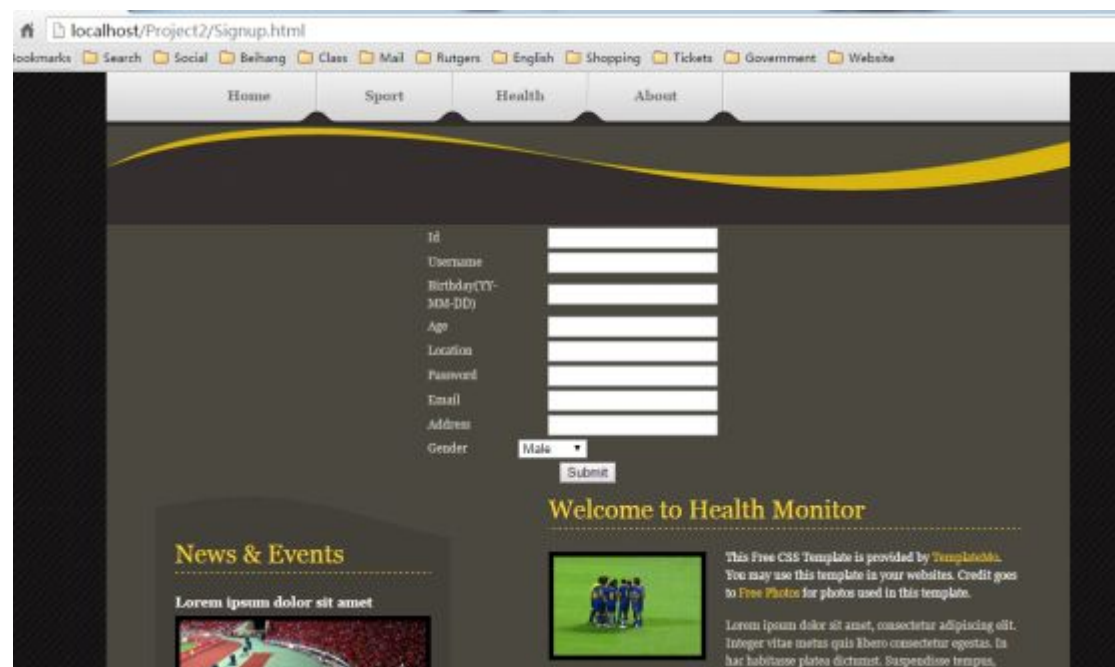 localhost/Project2/Signup.html
Bookmarks Search Social Beihang Class Mail Rutgers English Shopping Tickets Government Website
Home Sport Health About
Id
Username
Birthday(YY-
MM-DD)
Age
Location
Password
Email
Address
Gender Male
Submit
Welcome to Health Monitor
News & Events
Lorem ipsum dolor sit amet
This Free CSS Template is provided by TemplateMo.
You may use this template in your websites. Credit goes
to Free Photos for photos used in this template.
Lorem ipsum dolor sit amet, consectetur adipiscing elit.
Integer vitae metus quis libero consectetur egestas. In
hac habitasse platea dictumst. Suspendisse tempus,